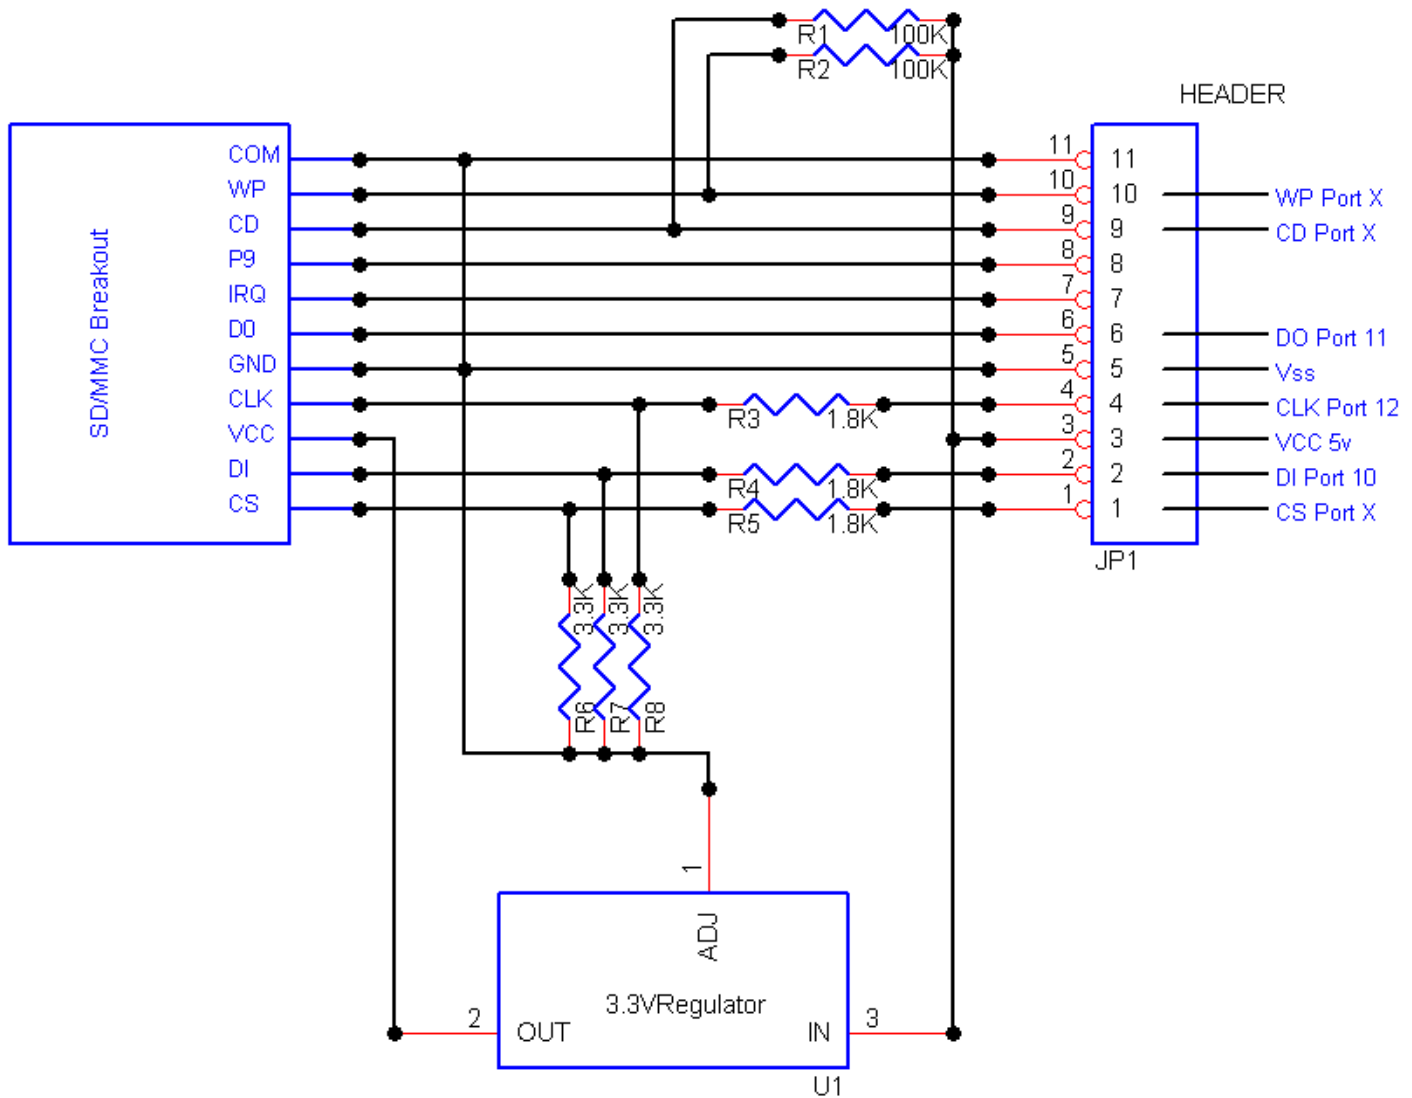 R1 100K
R2 100K
HEADER
SD/MMC Breakout
COM 11 11
WP 10 10 WP Port X
CD 9 9 CD Port X
P9 8 8
IRQ 7 7
D0 6 6 DO Port 11
GND 5 5 Vss
CLK R3 1.8K 4 4 CLK Port 12
VCC 3 3 VCC 5v
DI R4 1.8K 2 2 DI Port 10
CS R5 1.8K 1 1 CS Port X
JP1
3.3K 3.3K 3.3K
R6 R7 R8
1
ADJ
3.3VRegulator
2 OUT IN 3
U1